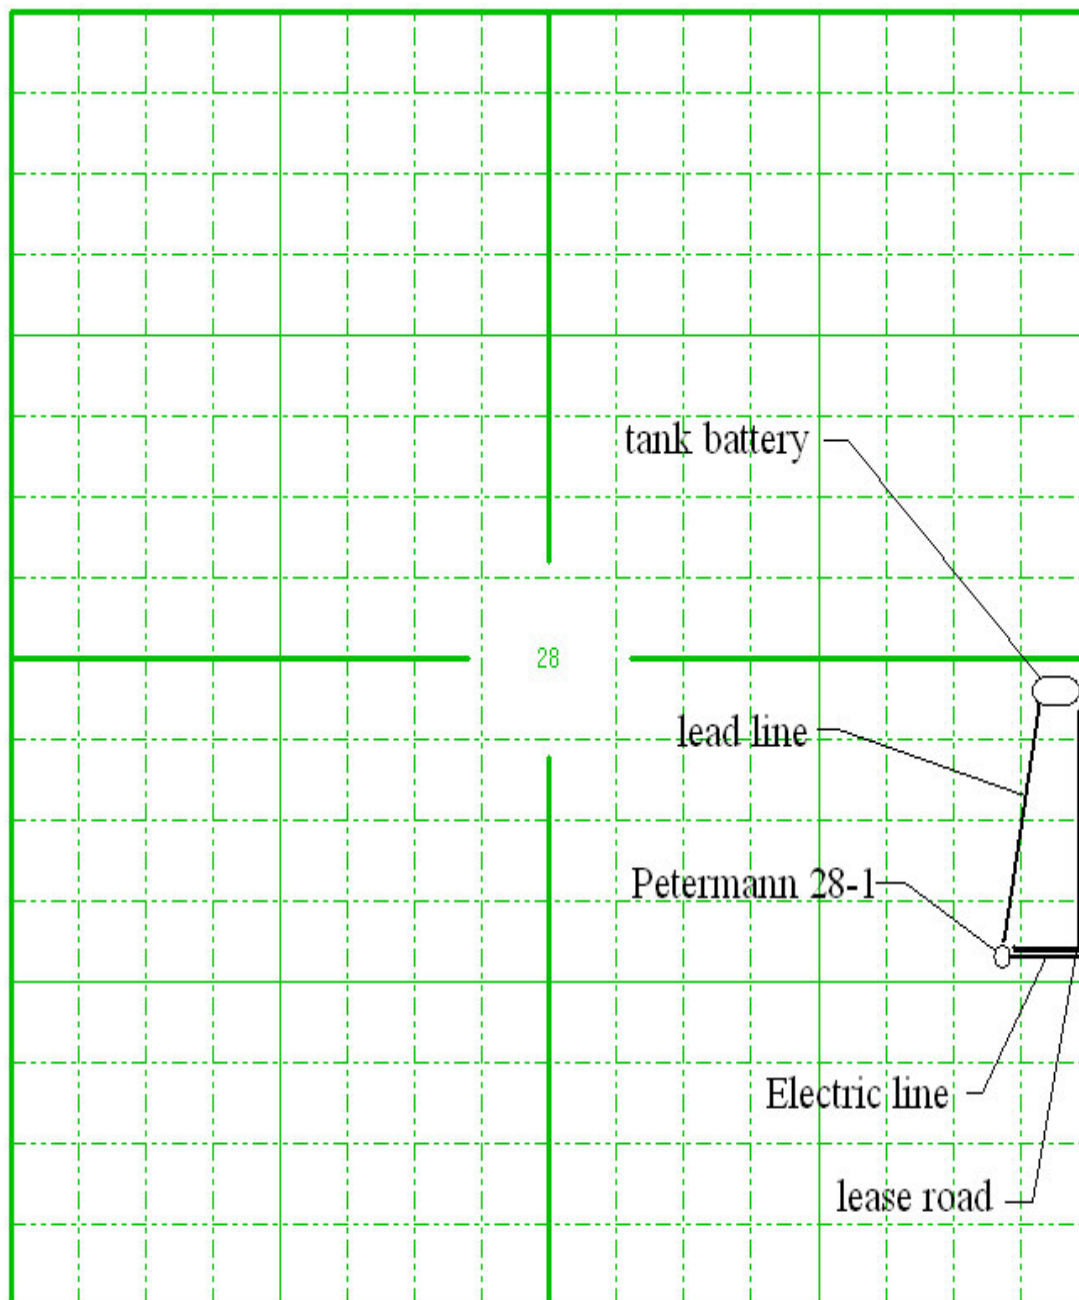 tank battery
28
lead line
Petermann 28-1
Electric line
lease road